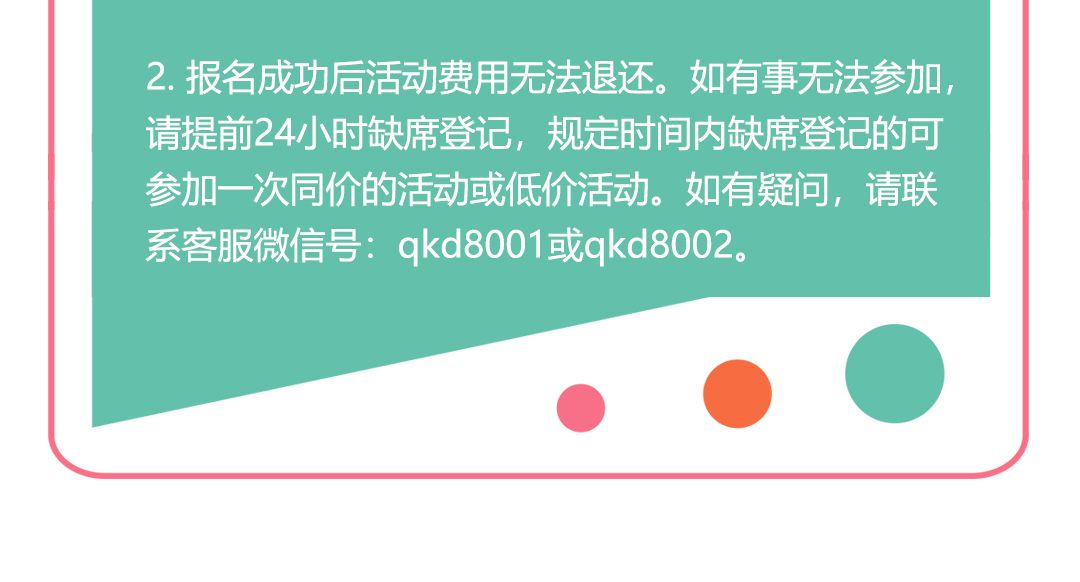 2. 报名成功后活动费用无法退还。如有事无法参加，
请提前24小时缺席登记，规定时间内缺席登记的可
参加一次同价的活动或低价活动。如有疑问，请联
系客服微信号：qkd8001或qkd8002。